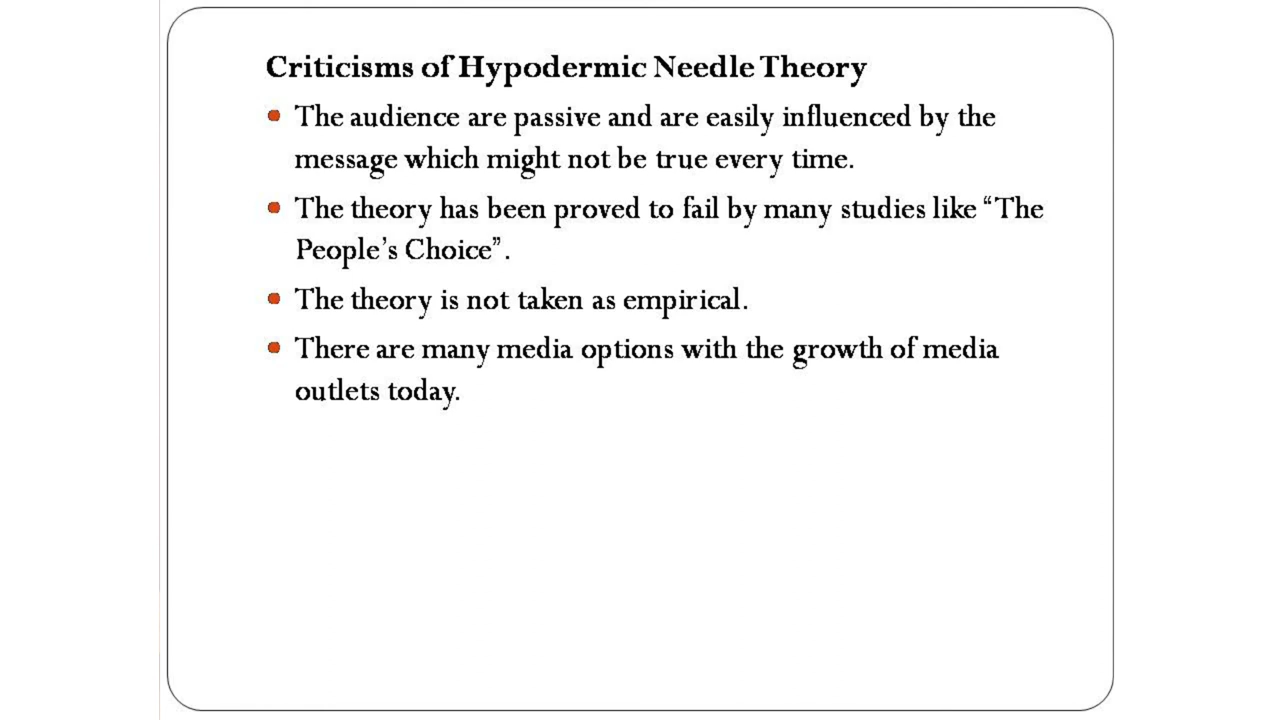 Criticisms of Hypodermic Needle Theory
• The audience are passive and are easily influenced by the
message which might not be true every time.
• The theory has been proved to fail by many studies like “The
People’s Choice”.
• The theory is not taken as empirical.
• There are many media options with the growth of media
outlets today.